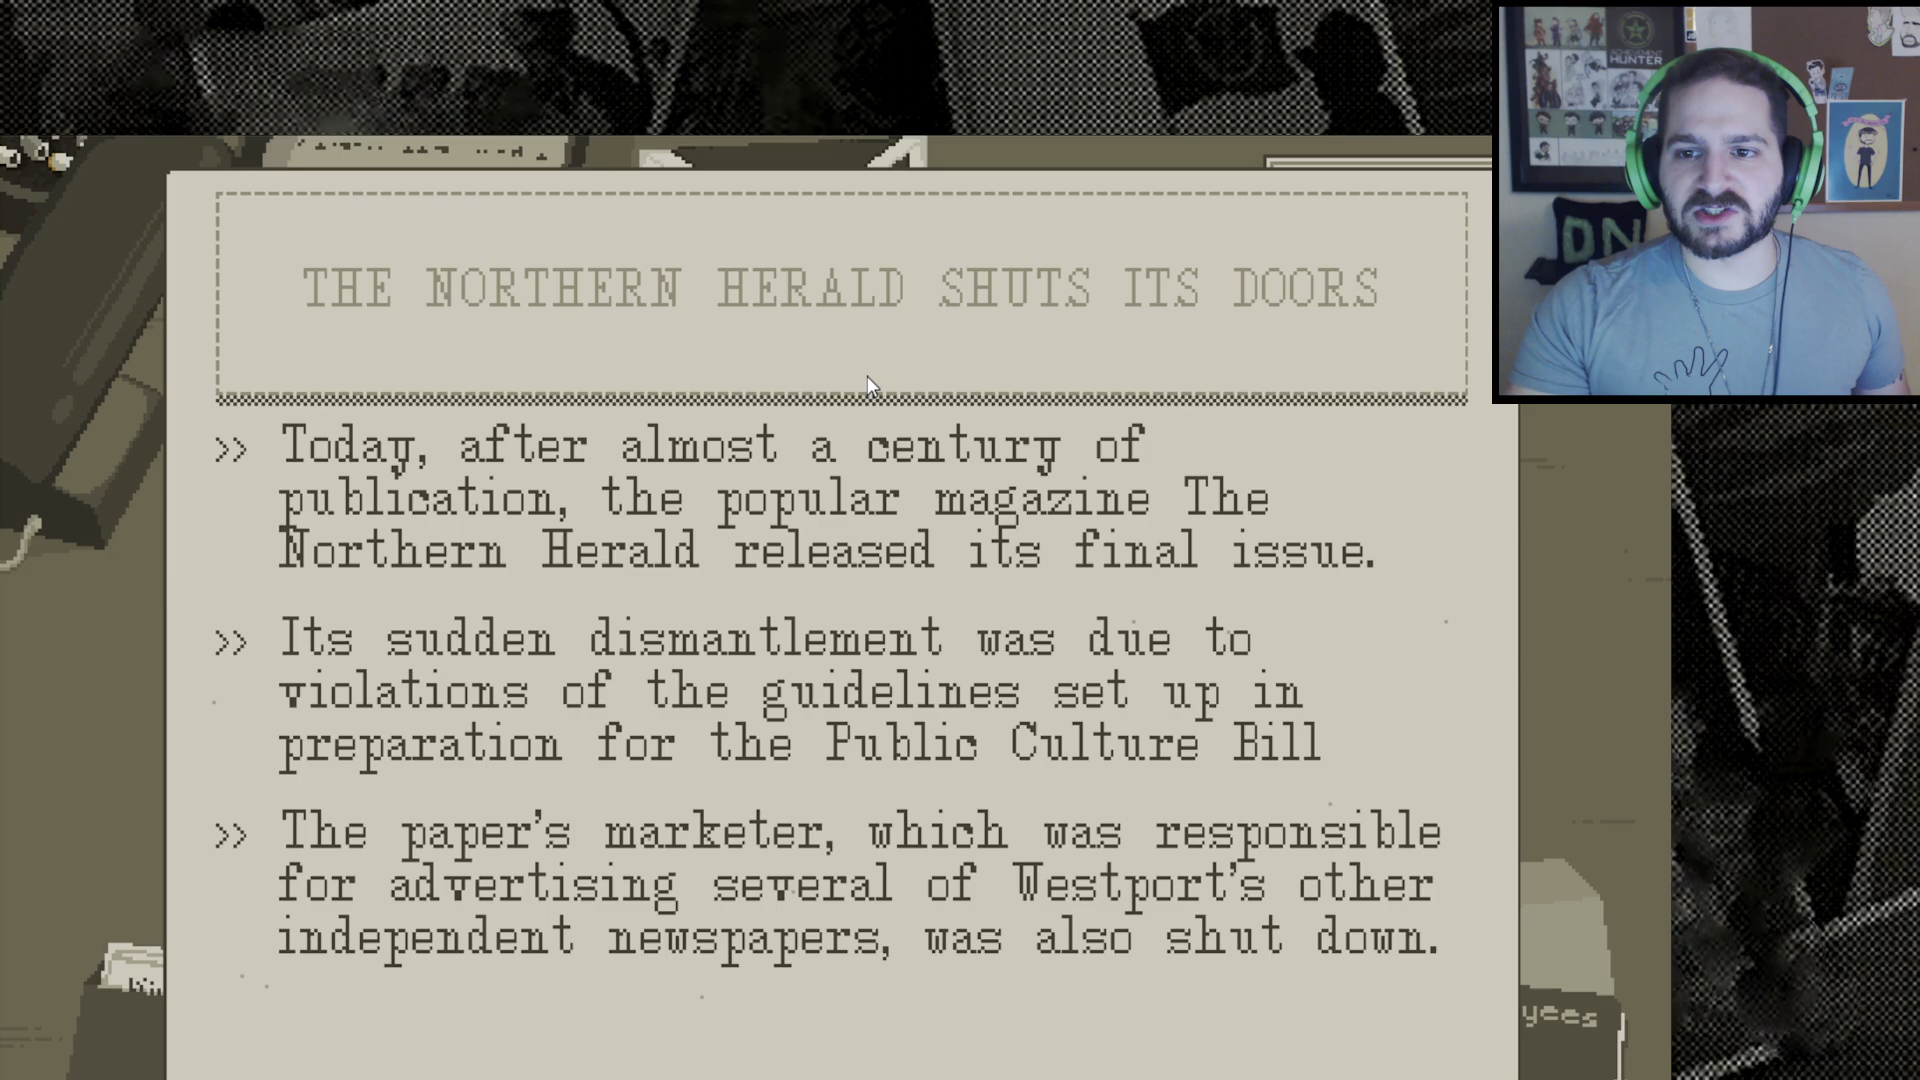 THE NORTHERN HERALD SHUTS ITS DOORS
>> Today, after almost a century of
publication, the popular magazine The
Northern Herald released its final issue.
>> Its sudden dismantlement was due to
violations of the guidelines set up in
preparation for the Public Culture Bill
>> The paper's marketer, which was responsible
for advertising several of Westport's other
independent newspapers, was also shut down.
yees
HUNTER
DN